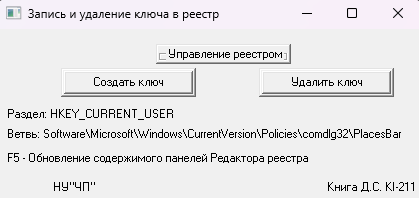 Запись и удаление ключа в реестр
Управление реестром
Создать ключ
Удалить ключ
Раздел: HKEY_CURRENT_USER
Ветвь: Software\Microsoft\Windows\CurrentVersion\Policies\comdlg32\PlacesBar
F5 - Обновление содержимого панелей Редактора реестра
НУ"ЧП"
Книга Д.С. КІ-211